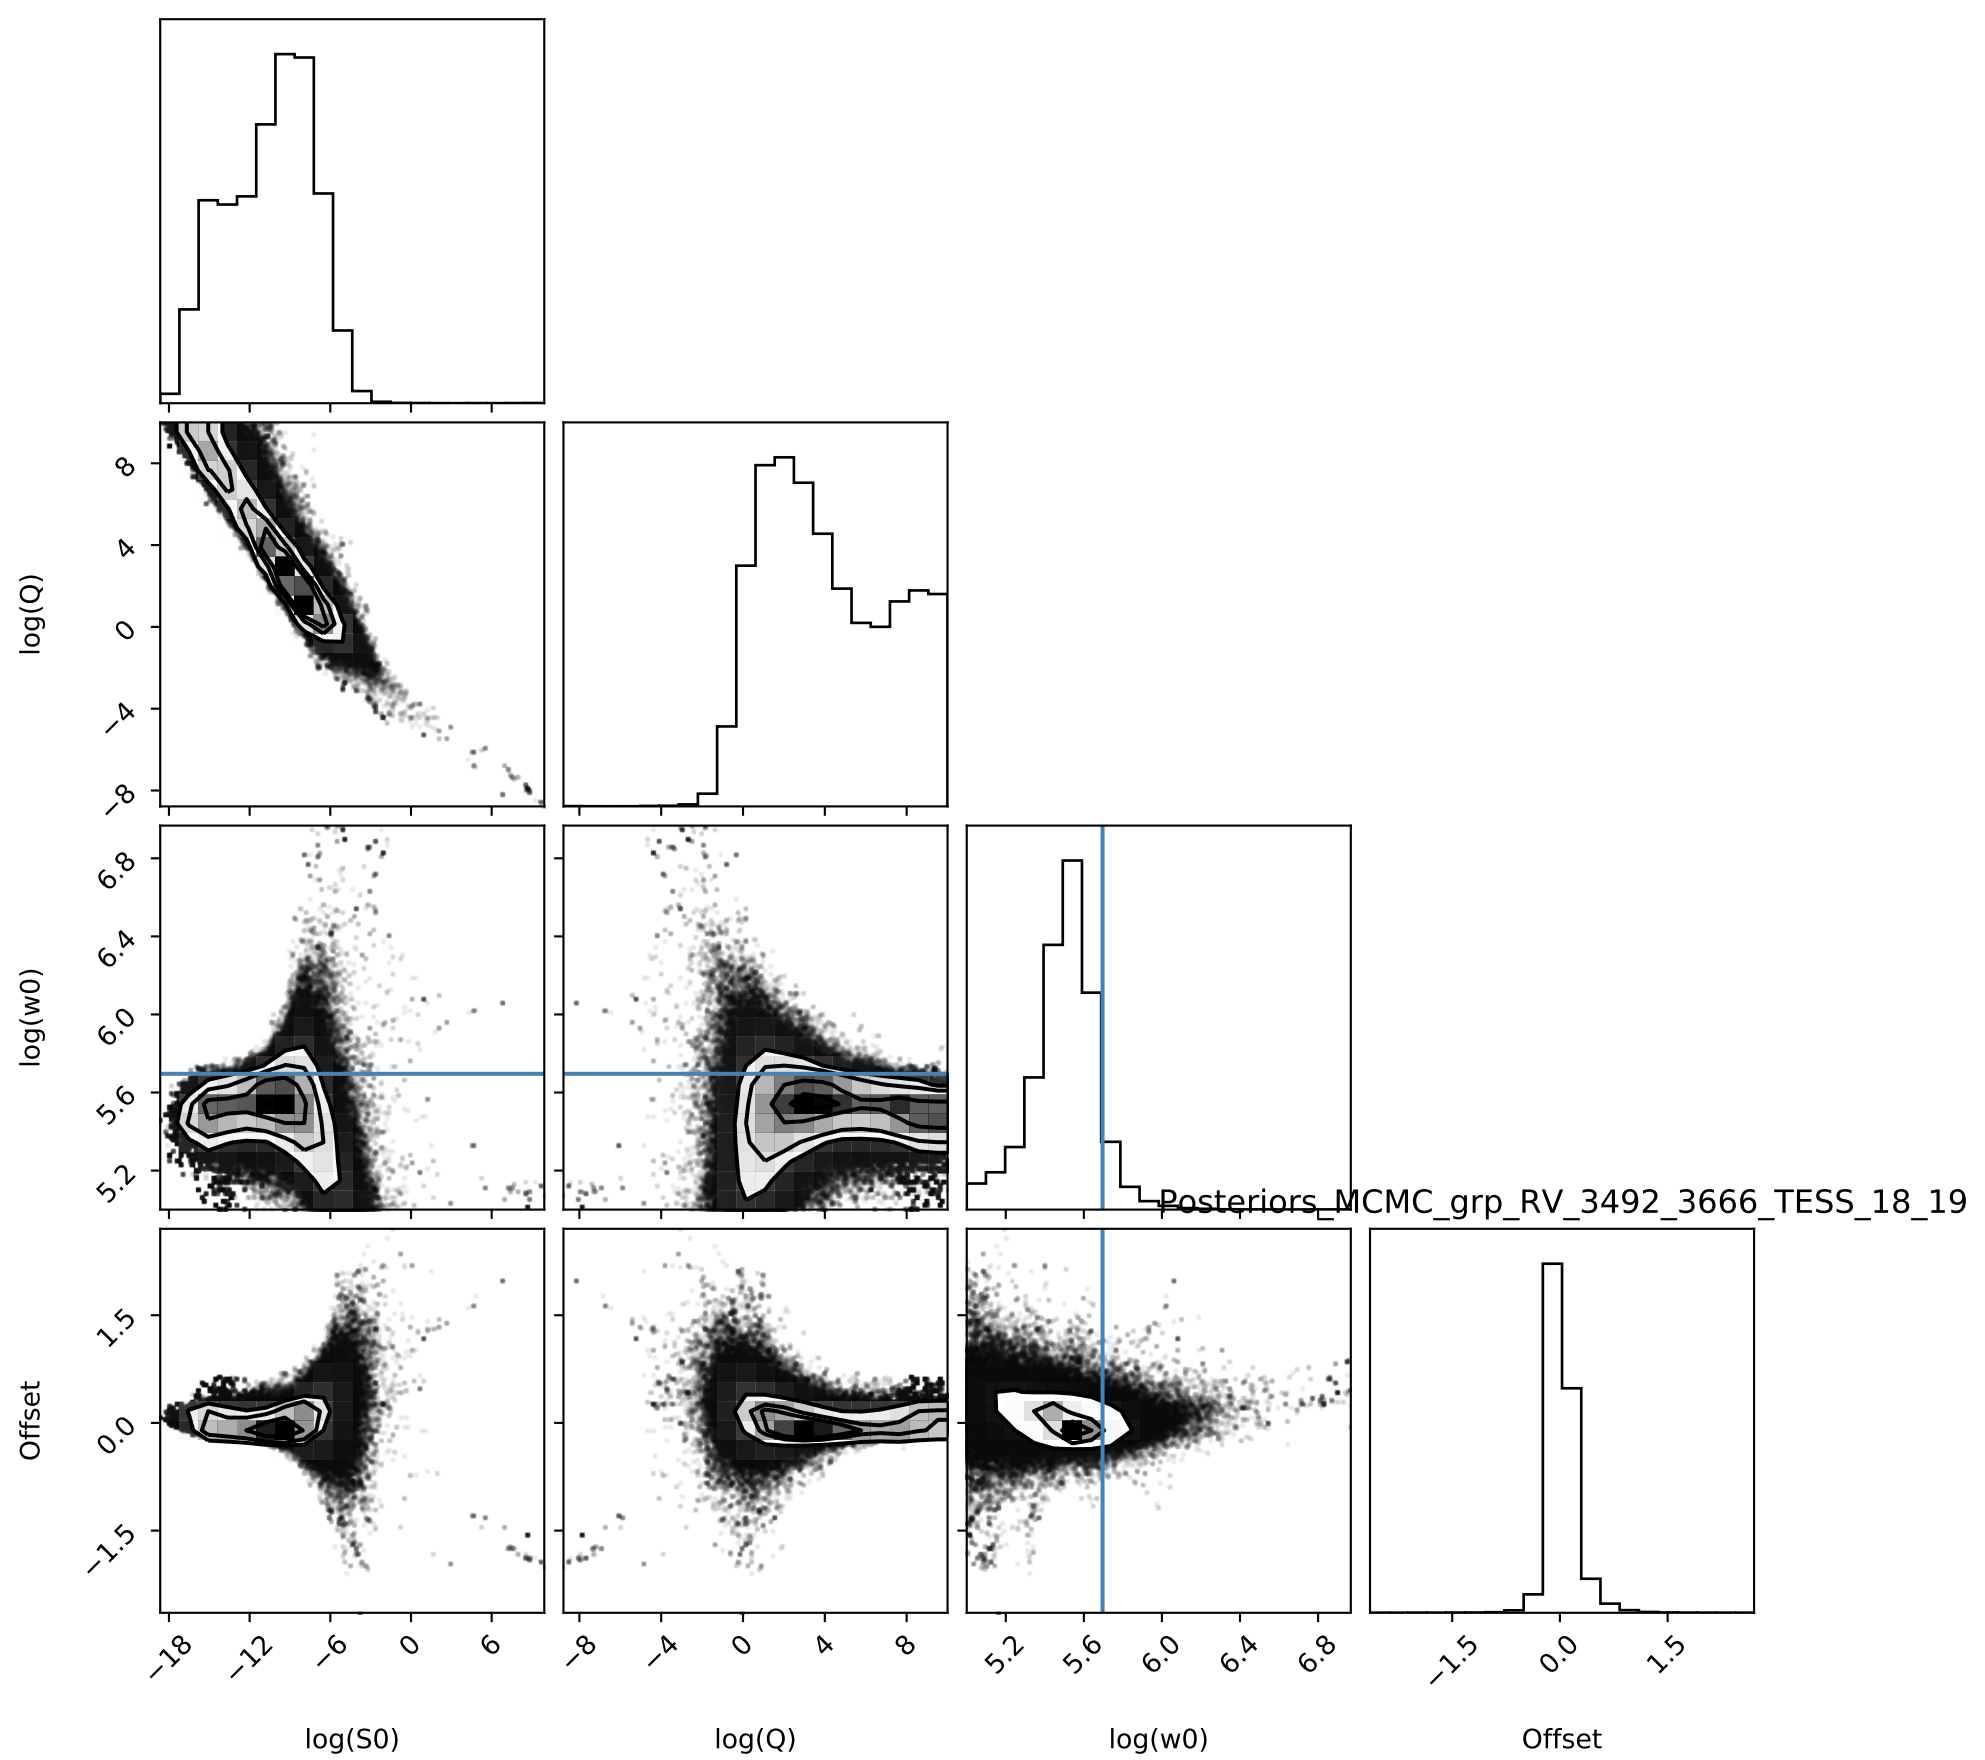 8
4
0
−4
−8
log(Q)
6.8
6.4
6.0
5.6
5.2
log(w0)
Posteriors_MCMC_grp_RV_3492_3666_TESS_18_19
1.5
0.0
−1.5
Offset
−18 −12 −6 0 6
−8 −4 0 4 8
5.2 5.6 6.0 6.4 6.8
−1.5 0.0 1.5
log(S0) log(Q) log(w0) Offset